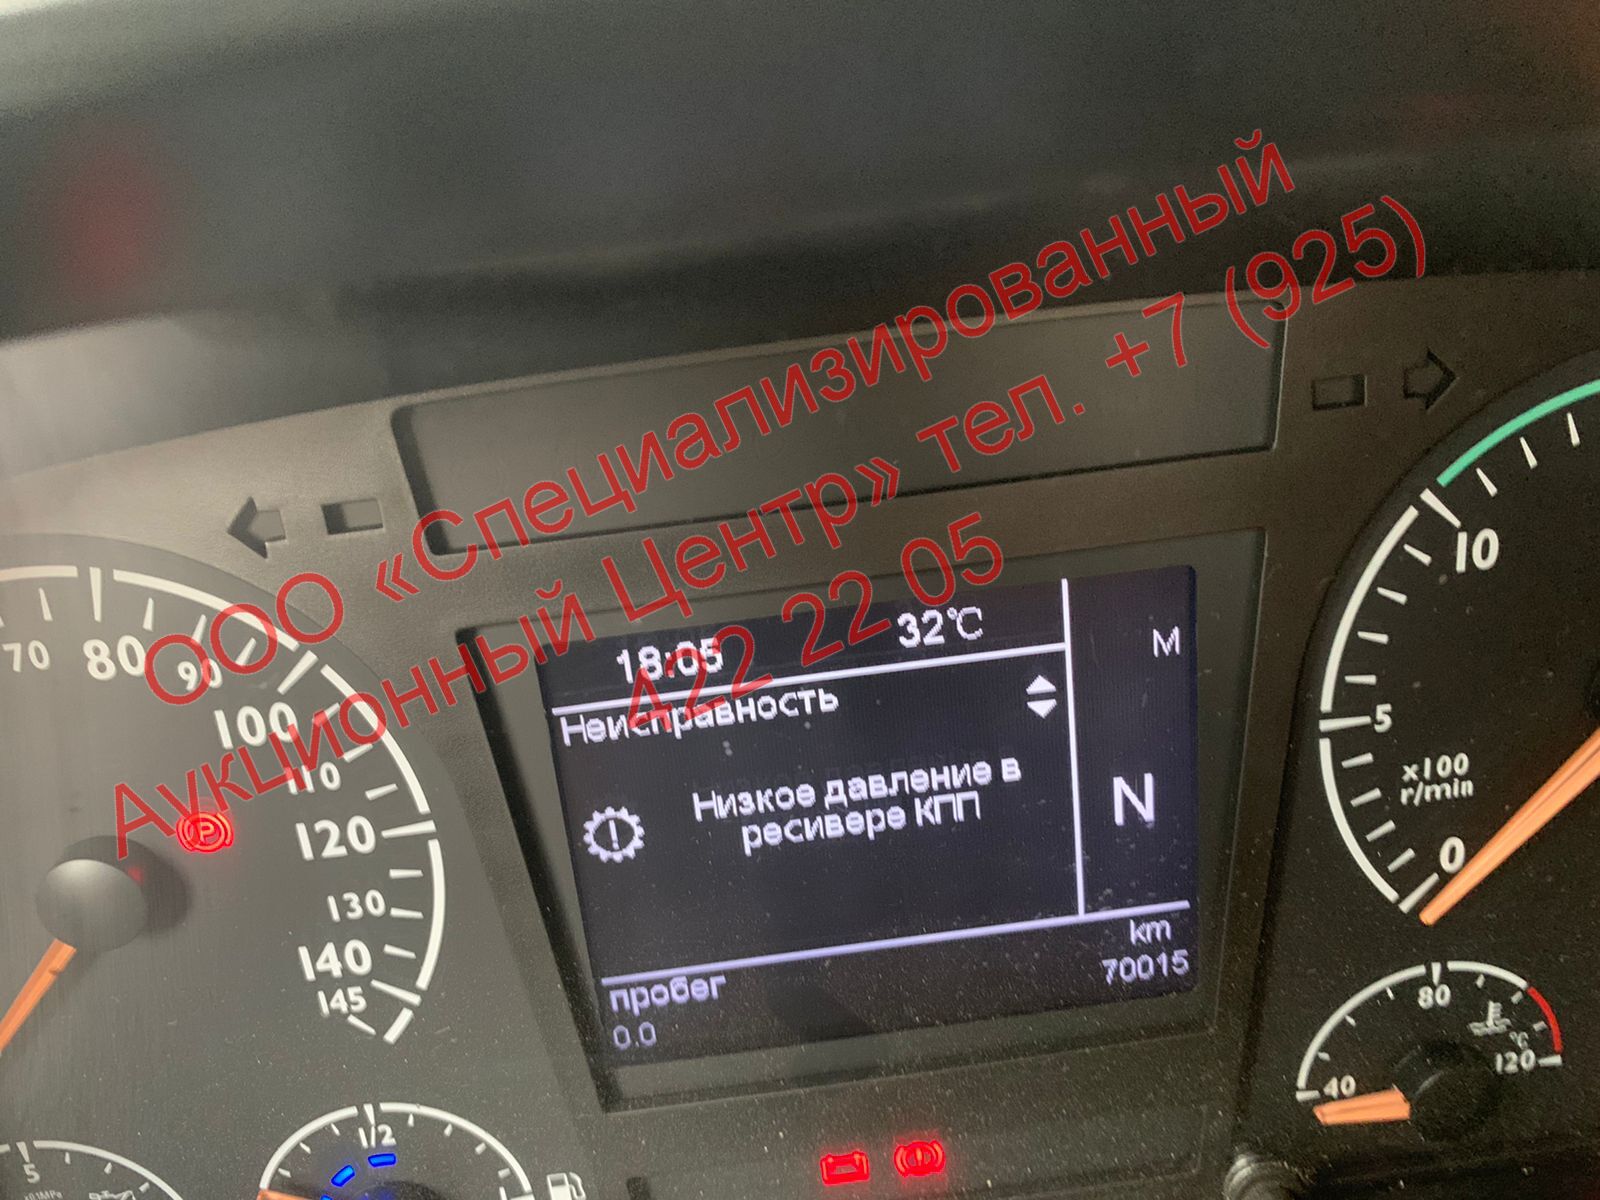 ООО «Специализированный
Аукционный Центр» тел. +7 (925)
422 22 05
18:05
32°C
M
Неисправность
Низкое давление в
ресивере КПП
N
km
70015
пробег
0.0
70
80
90
100
110
120
130
140
145
P
10
5
x100
r/min
0
80
°C
120
40
1/2
5